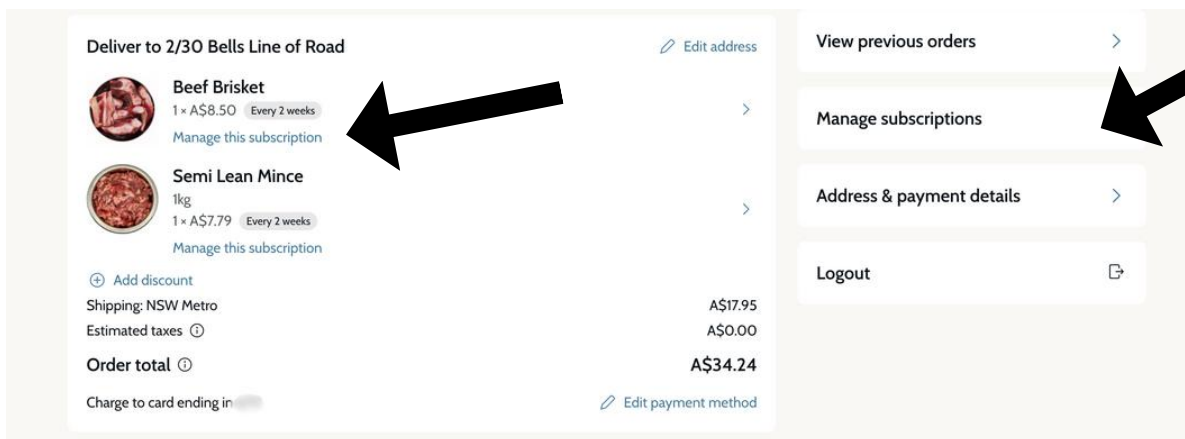 Deliver to 2/30 Bells Line of Road
Edit address
Beef Brisket
1 × A$8.50 Every 2 weeks
Manage this subscription
Semi Lean Mince
1kg
1 × A$7.79 Every 2 weeks
Manage this subscription
Add discount
Shipping: NSW Metro A$17.95
Estimated taxes A$0.00
Order total A$34.24
Charge to card ending in
Edit payment method
View previous orders
Manage subscriptions
Address & payment details
Logout